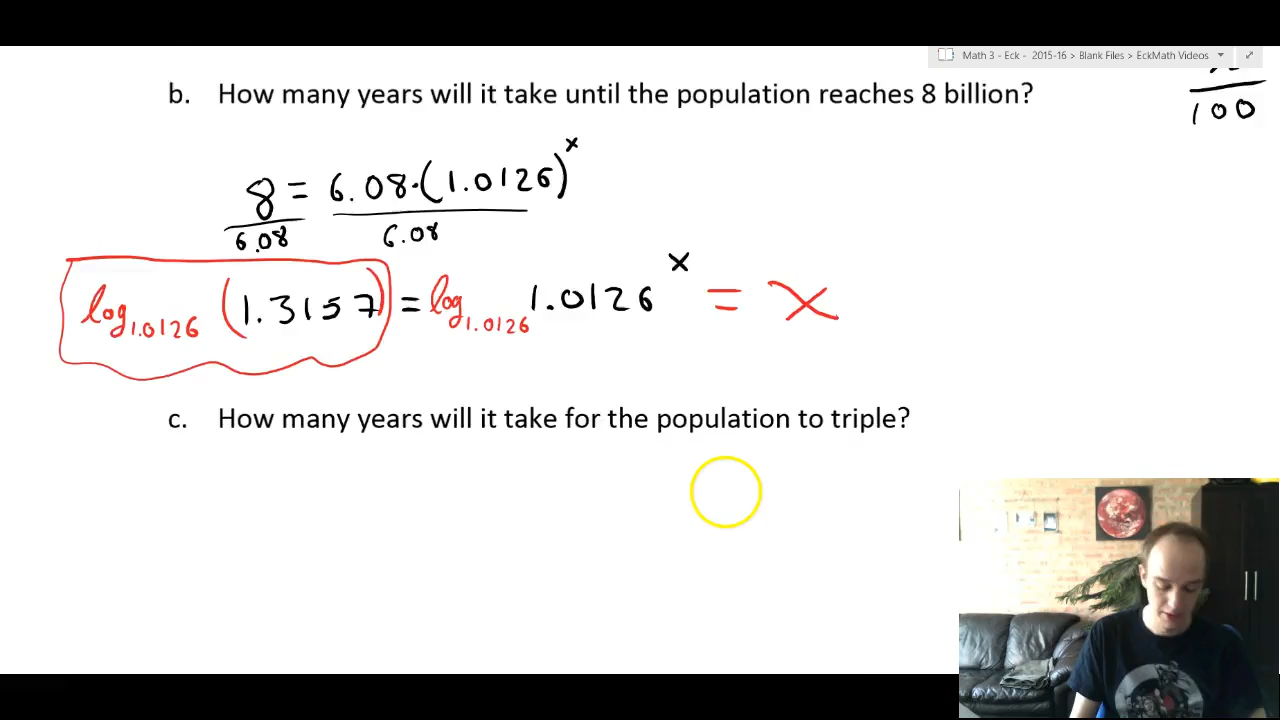 Math 3 - Eck - 2015-16 > Blank Files > EckMath Videos
100
b. How many years will it take until the population reaches 8 billion?
8 = 6.08·(1.0126)^x
6.08 6.08
log_1.0126 (1.3157) = log_1.0126 1.0126^x = x
c. How many years will it take for the population to triple?